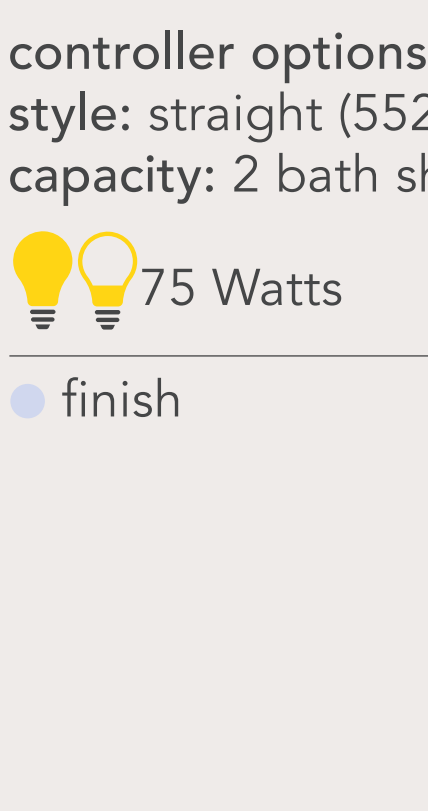 controller options
style: straight (552
capacity: 2 bath sh
75 Watts
finish